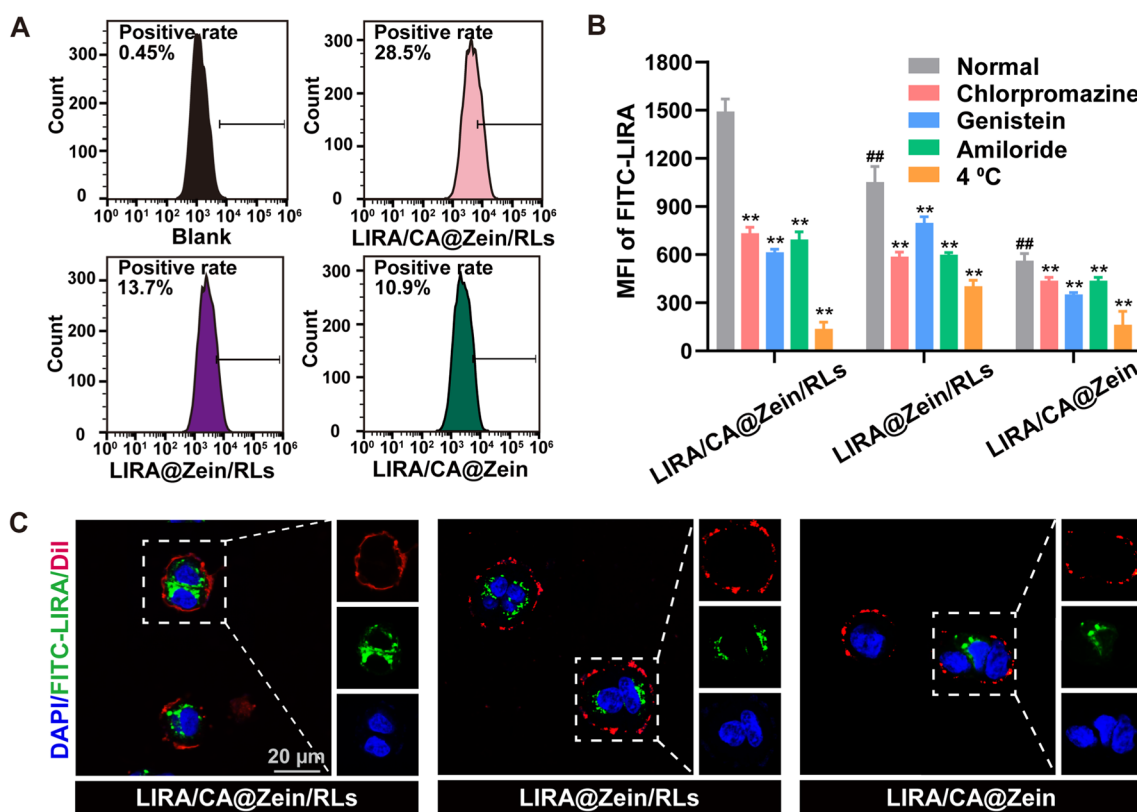 A
Positive rate
0.45%
Count
300
200
100
0
10⁰ 10¹ 10² 10³ 10⁴ 10⁵ 10⁶
Blank
Positive rate
28.5%
Count
300
200
100
0
10⁰ 10¹ 10² 10³ 10⁴ 10⁵ 10⁶
LIRA/CA@Zein/RLs
Positive rate
13.7%
Count
300
200
100
0
10⁰ 10¹ 10² 10³ 10⁴ 10⁵ 10⁶
LIRA@Zein/RLs
Positive rate
10.9%
Count
300
200
100
0
10⁰ 10¹ 10² 10³ 10⁴ 10⁵ 10⁶
LIRA/CA@Zein
B
MFI of FITC-LIRA
1800
1500
1200
900
600
300
0
Normal
Chlorpromazine
Genistein
Amiloride
4 ºC
** ** ** **
## ** ** ** **
## ** ** ** **
LIRA/CA@Zein/RLs
LIRA@Zein/RLs
LIRA/CA@Zein
C
DAPI/FITC-LIRA/Dil
20 µm
LIRA/CA@Zein/RLs
LIRA@Zein/RLs
LIRA/CA@Zein